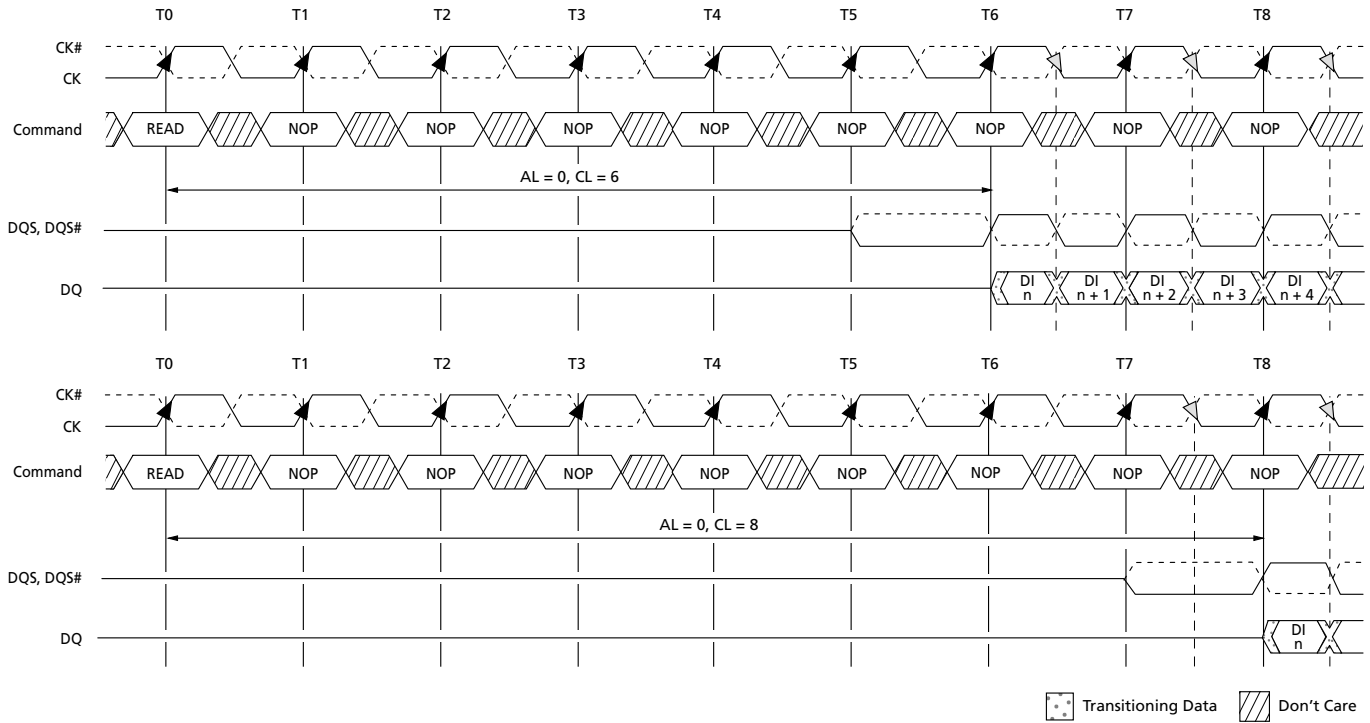 T0 T1 T2 T3 T4 T5 T6 T7 T8
CK#
CK
Command READ NOP NOP NOP NOP NOP NOP NOP NOP
AL = 0, CL = 6
DQS, DQS#
DQ DI n DI n + 1 DI n + 2 DI n + 3 DI n + 4
T0 T1 T2 T3 T4 T5 T6 T7 T8
CK#
CK
Command READ NOP NOP NOP NOP NOP NOP NOP NOP
AL = 0, CL = 8
DQS, DQS#
DQ DI n
Transitioning Data Don't Care